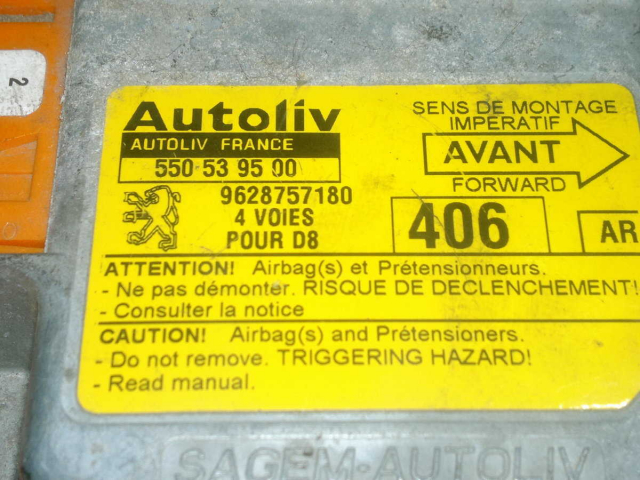 2
Autoliv
AUTOLIV FRANCE
550 53 95 00
9628757180
4 VOIES
POUR D8
SENS DE MONTAGE
IMPERATIF
AVANT
FORWARD
406
AR
ATTENTION! Airbag(s) et Prétensionneurs.
- Ne pas démonter. RISQUE DE DECLENCHEMENT!
- Consulter la notice
CAUTION! Airbag(s) and Prétensioners.
- Do not remove. TRIGGERING HAZARD!
- Read manual.
SAGEM-AUTOLIV